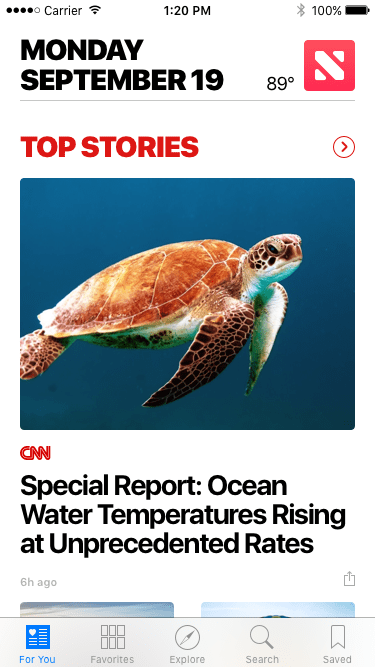 Carrier 1:20 PM 100%
MONDAY
SEPTEMBER 19
89°
TOP STORIES
CNN
Special Report: Ocean
Water Temperatures Rising
at Unprecedented Rates
6h ago
For You Favorites Explore Search Saved